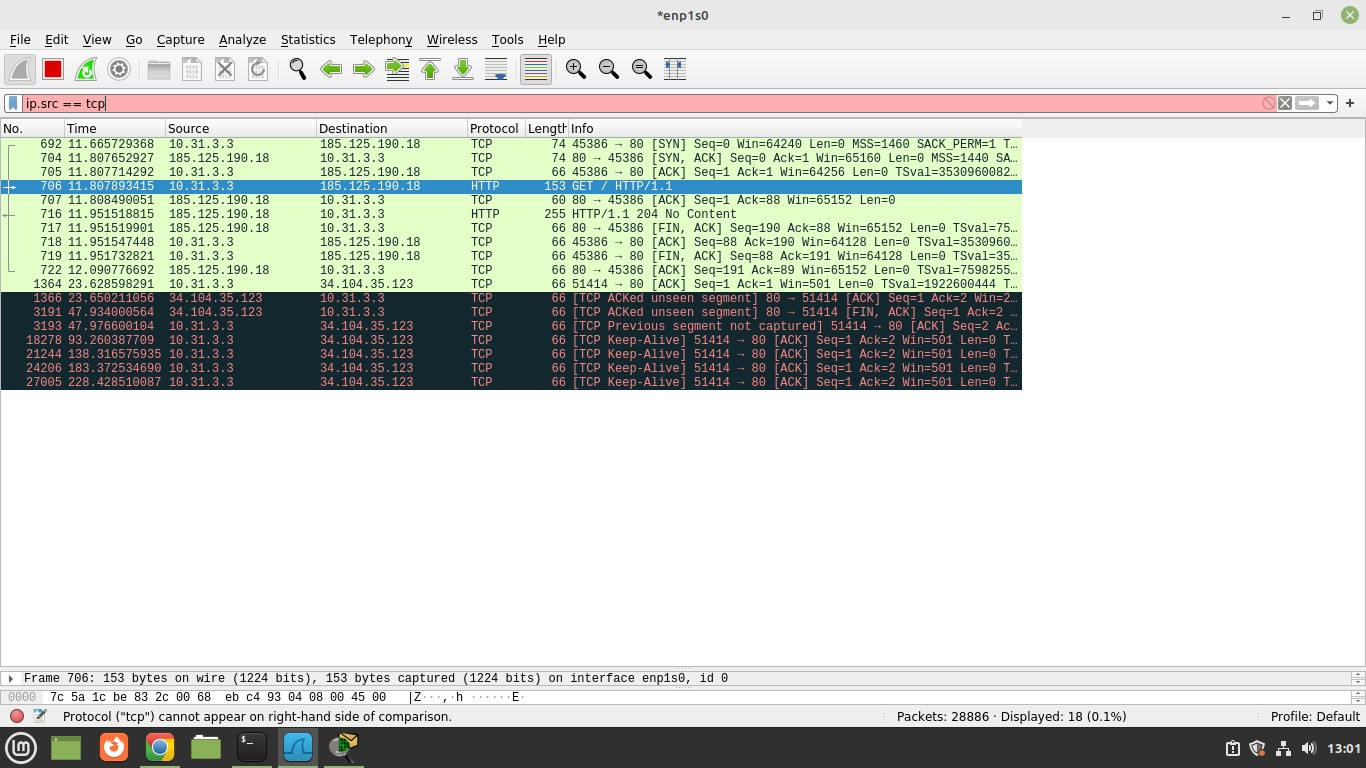 *enp1s0
File Edit View Go Capture Analyze Statistics Telephony Wireless Tools Help
ip.src == tcp
No. Time Source Destination Protocol Length Info
692 11.665729368 10.31.3.3 185.125.190.18 TCP 74 45386 → 80 [SYN] Seq=0 Win=64240 Len=0 MSS=1460 SACK_PERM=1 T…
704 11.807652927 185.125.190.18 10.31.3.3 TCP 74 80 → 45386 [SYN, ACK] Seq=0 Ack=1 Win=65160 Len=0 MSS=1440 SA…
705 11.807714292 10.31.3.3 185.125.190.18 TCP 66 45386 → 80 [ACK] Seq=1 Ack=1 Win=64256 Len=0 TSval=3530960082…
706 11.807893415 10.31.3.3 185.125.190.18 HTTP 153 GET / HTTP/1.1
707 11.808490051 185.125.190.18 10.31.3.3 TCP 60 80 → 45386 [ACK] Seq=1 Ack=88 Win=65152 Len=0
716 11.951518815 185.125.190.18 10.31.3.3 HTTP 255 HTTP/1.1 204 No Content
717 11.951519901 185.125.190.18 10.31.3.3 TCP 66 80 → 45386 [FIN, ACK] Seq=190 Ack=88 Win=65152 Len=0 TSval=75…
718 11.951547448 10.31.3.3 185.125.190.18 TCP 66 45386 → 80 [ACK] Seq=88 Ack=190 Win=64128 Len=0 TSval=3530960…
719 11.951732821 10.31.3.3 185.125.190.18 TCP 66 45386 → 80 [FIN, ACK] Seq=88 Ack=191 Win=64128 Len=0 TSval=35…
722 12.090776692 185.125.190.18 10.31.3.3 TCP 66 80 → 45386 [ACK] Seq=191 Ack=89 Win=65152 Len=0 TSval=7598255…
1364 23.628598291 10.31.3.3 34.104.35.123 TCP 66 51414 → 80 [ACK] Seq=1 Ack=1 Win=501 Len=0 TSval=1922600444 T…
1366 23.650211056 34.104.35.123 10.31.3.3 TCP 66 [TCP ACKed unseen segment] 80 → 51414 [ACK] Seq=1 Ack=2 Win=2…
3191 47.934000564 34.104.35.123 10.31.3.3 TCP 66 [TCP ACKed unseen segment] 80 → 51414 [FIN, ACK] Seq=1 Ack=2 …
3193 47.976600104 10.31.3.3 34.104.35.123 TCP 66 [TCP Previous segment not captured] 51414 → 80 [ACK] Seq=2 Ac…
18278 93.260387709 10.31.3.3 34.104.35.123 TCP 66 [TCP Keep-Alive] 51414 → 80 [ACK] Seq=1 Ack=2 Win=501 Len=0 T…
21244 138.316575935 10.31.3.3 34.104.35.123 TCP 66 [TCP Keep-Alive] 51414 → 80 [ACK] Seq=1 Ack=2 Win=501 Len=0 T…
24206 183.372534690 10.31.3.3 34.104.35.123 TCP 66 [TCP Keep-Alive] 51414 → 80 [ACK] Seq=1 Ack=2 Win=501 Len=0 T…
27005 228.428510087 10.31.3.3 34.104.35.123 TCP 66 [TCP Keep-Alive] 51414 → 80 [ACK] Seq=1 Ack=2 Win=501 Len=0 T…
Frame 706: 153 bytes on wire (1224 bits), 153 bytes captured (1224 bits) on interface enp1s0, id 0
0000 7c 5a 1c be 83 2c 00 68 eb c4 93 04 08 00 45 00 |Z···,·h ······E·
Protocol ("tcp") cannot appear on right-hand side of comparison. Packets: 28886 · Displayed: 18 (0.1%) Profile: Default
13:01